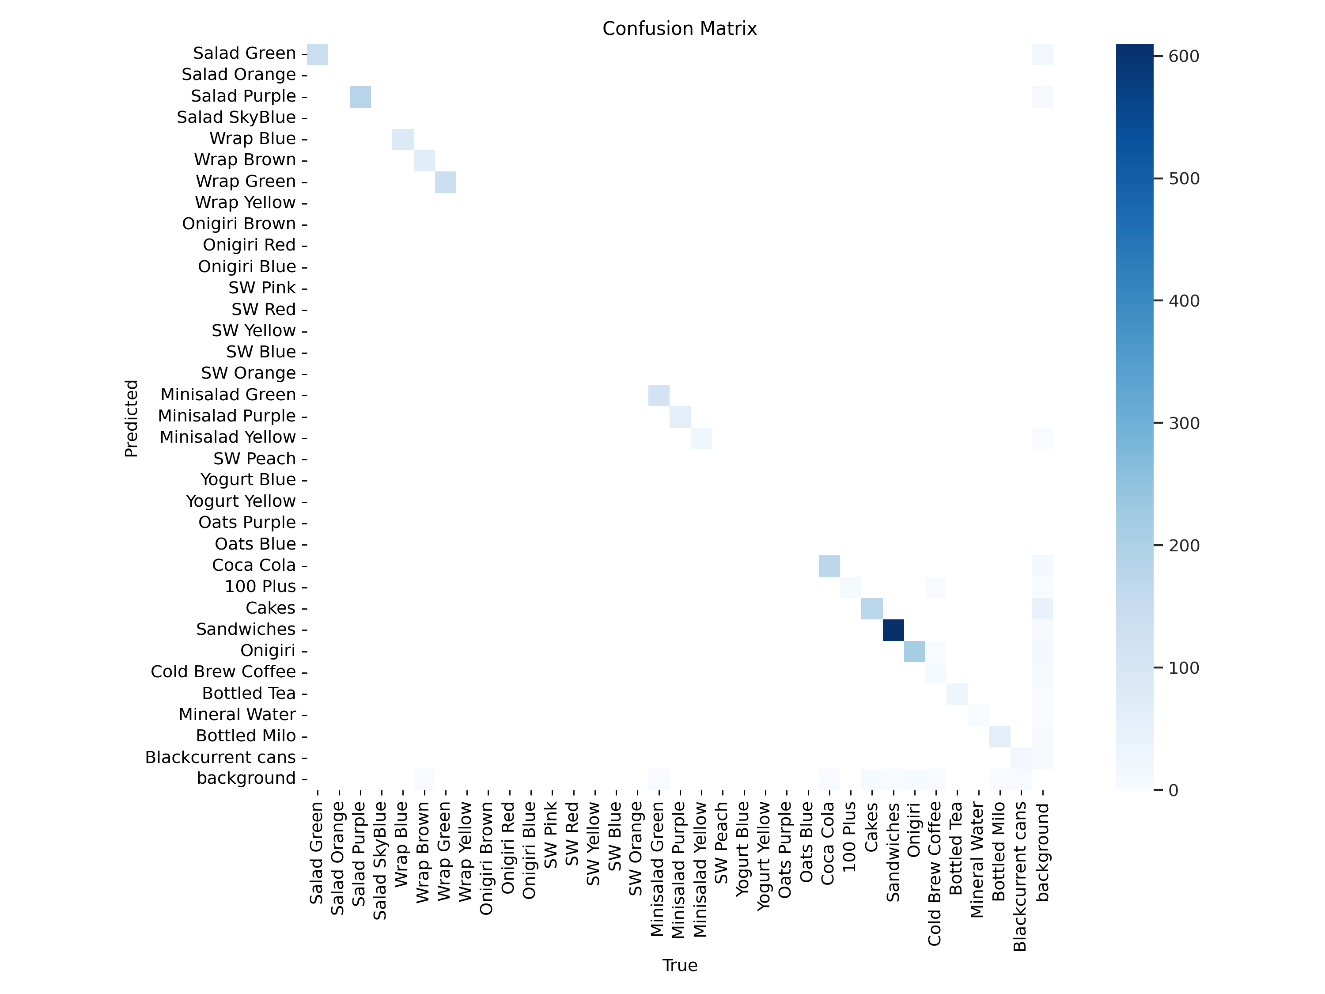 Confusion Matrix
Salad Green
Salad Orange
Salad Purple
Salad SkyBlue
Wrap Blue
Wrap Brown
Wrap Green
Wrap Yellow
Onigiri Brown
Onigiri Red
Onigiri Blue
SW Pink
SW Red
SW Yellow
SW Blue
SW Orange
Minisalad Green
Minisalad Purple
Minisalad Yellow
SW Peach
Yogurt Blue
Yogurt Yellow
Oats Purple
Oats Blue
Coca Cola
100 Plus
Cakes
Sandwiches
Onigiri
Cold Brew Coffee
Bottled Tea
Mineral Water
Bottled Milo
Blackcurrent cans
background
Predicted
Salad Green
Salad Orange
Salad Purple
Salad SkyBlue
Wrap Blue
Wrap Brown
Wrap Green
Wrap Yellow
Onigiri Brown
Onigiri Red
Onigiri Blue
SW Pink
SW Red
SW Yellow
SW Blue
SW Orange
Minisalad Green
Minisalad Purple
Minisalad Yellow
SW Peach
Yogurt Blue
Yogurt Yellow
Oats Purple
Oats Blue
Coca Cola
100 Plus
Cakes
Sandwiches
Onigiri
Cold Brew Coffee
Bottled Tea
Mineral Water
Bottled Milo
Blackcurrent cans
background
True
600
500
400
300
200
100
0